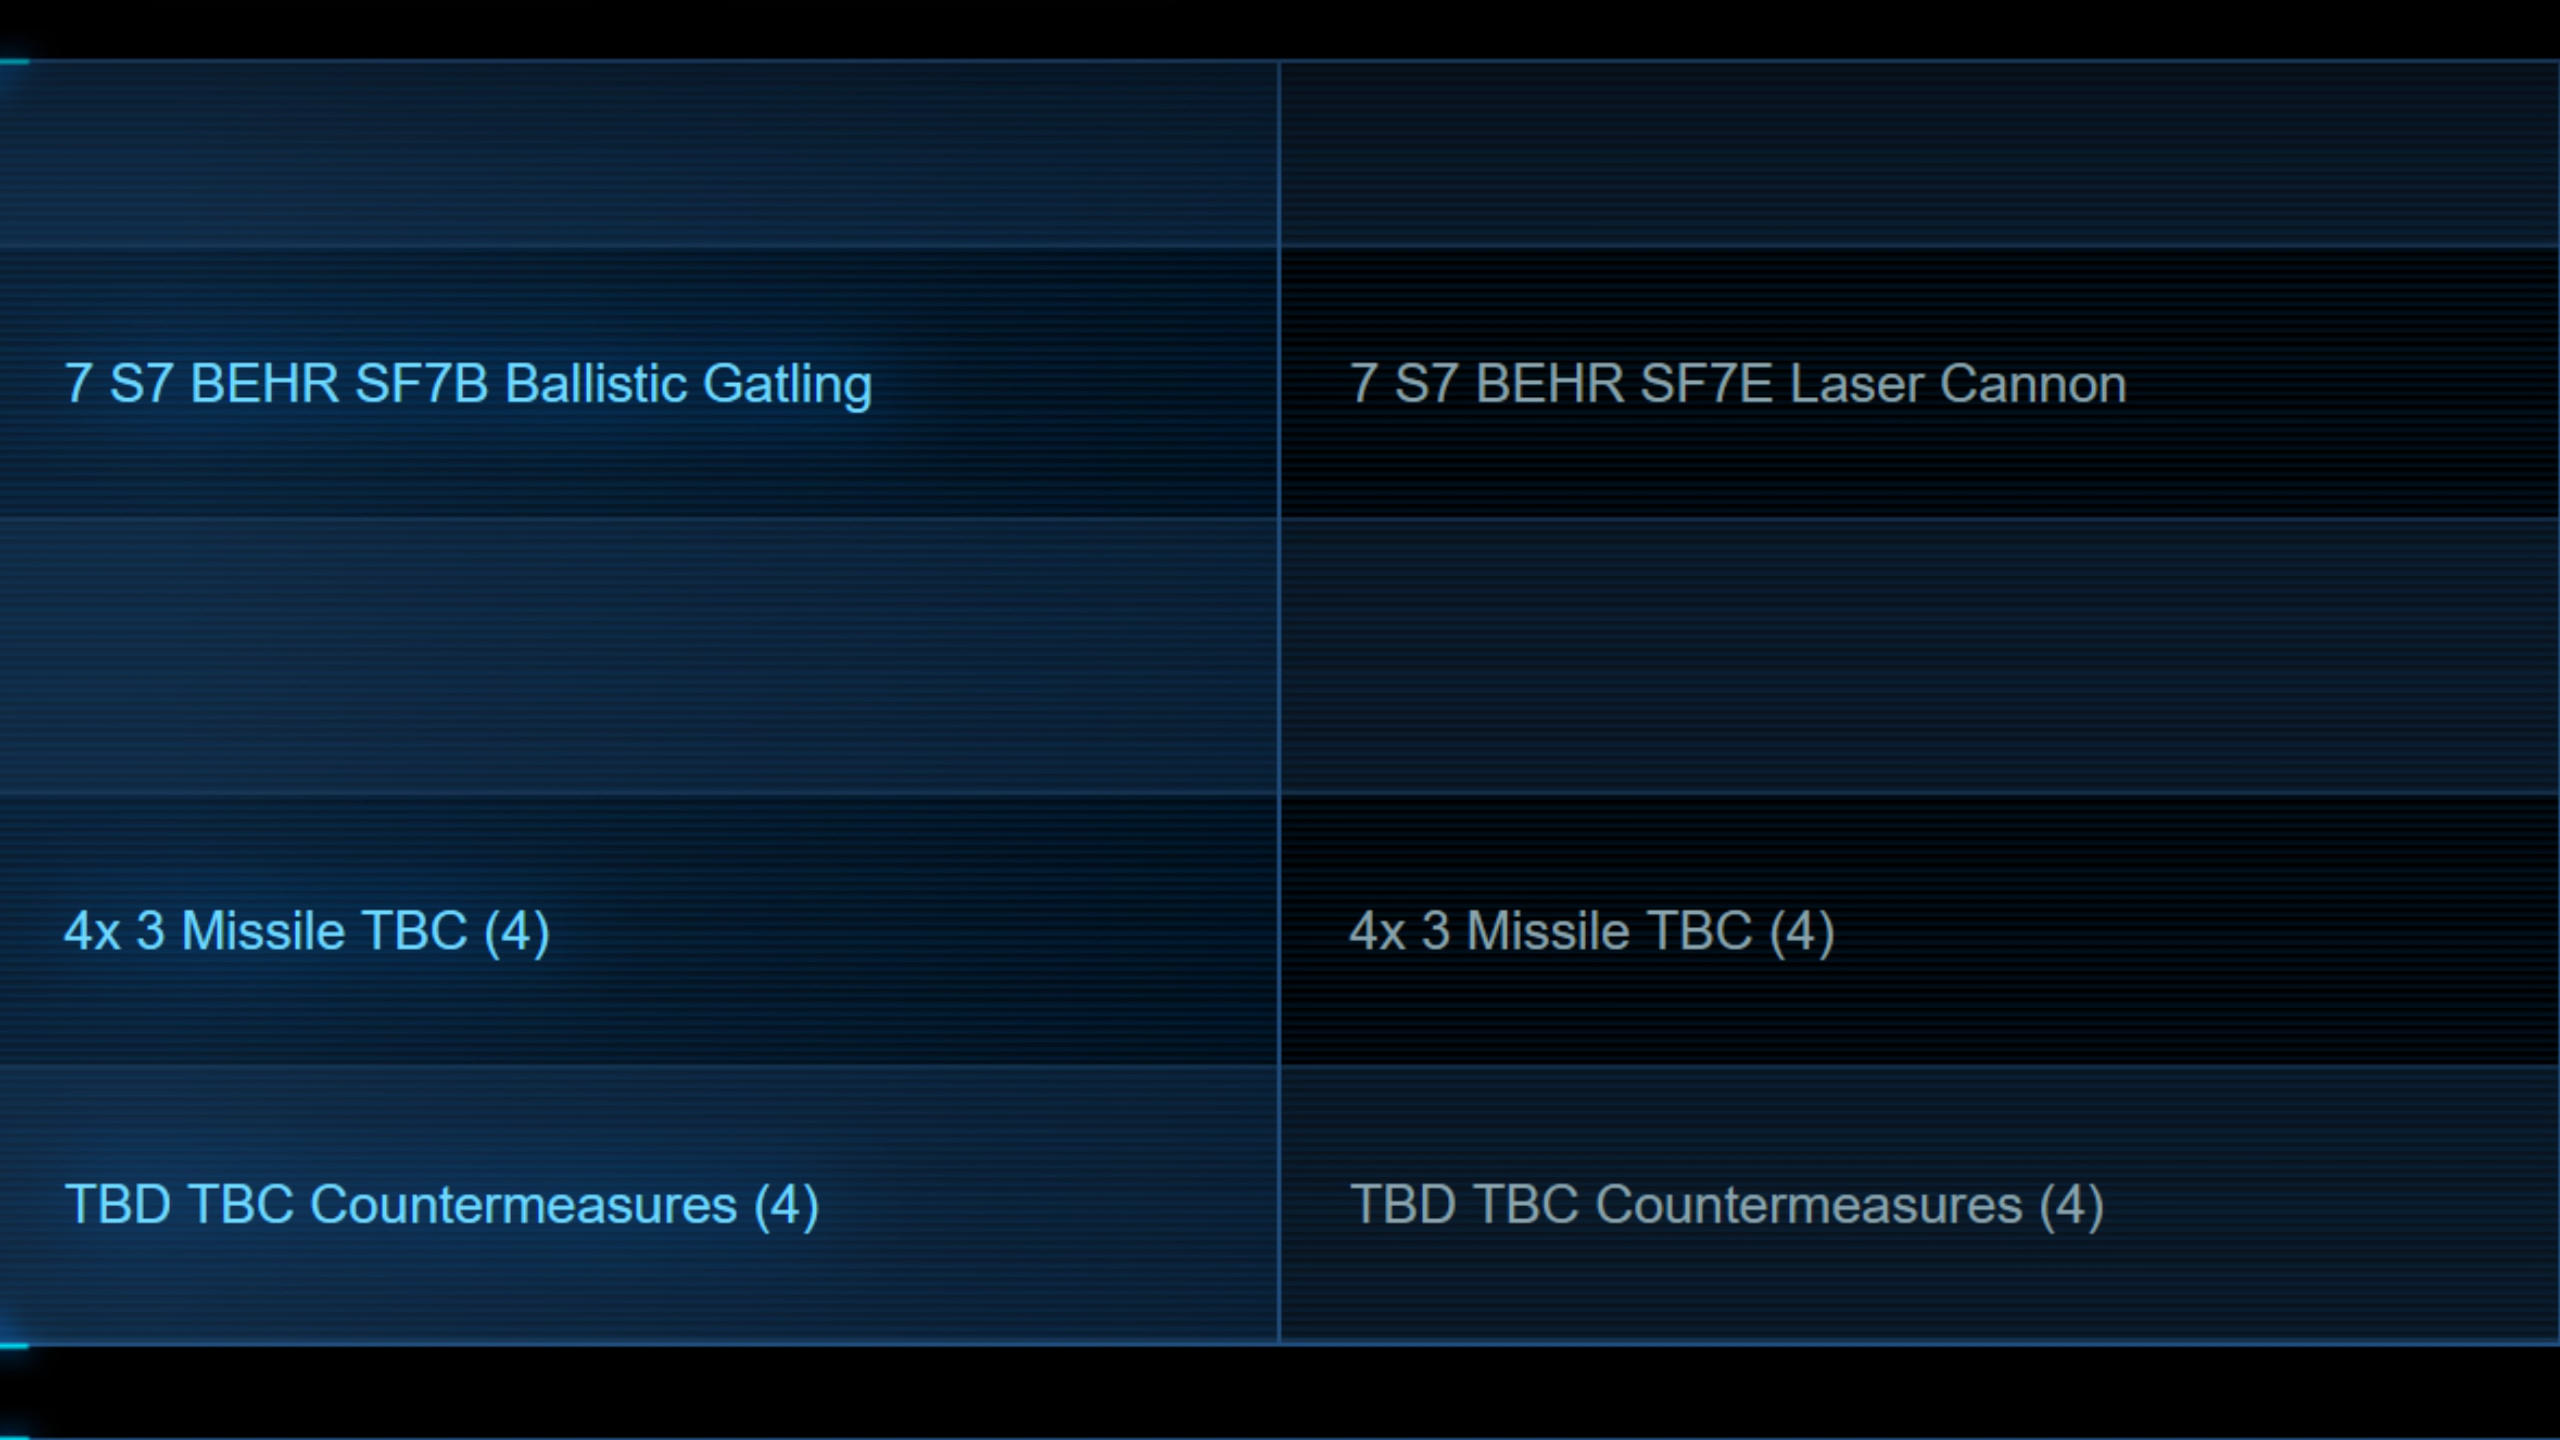 7 S7 BEHR SF7B Ballistic Gatling
7 S7 BEHR SF7E Laser Cannon
4x 3 Missile TBC (4)
4x 3 Missile TBC (4)
TBD TBC Countermeasures (4)
TBD TBC Countermeasures (4)